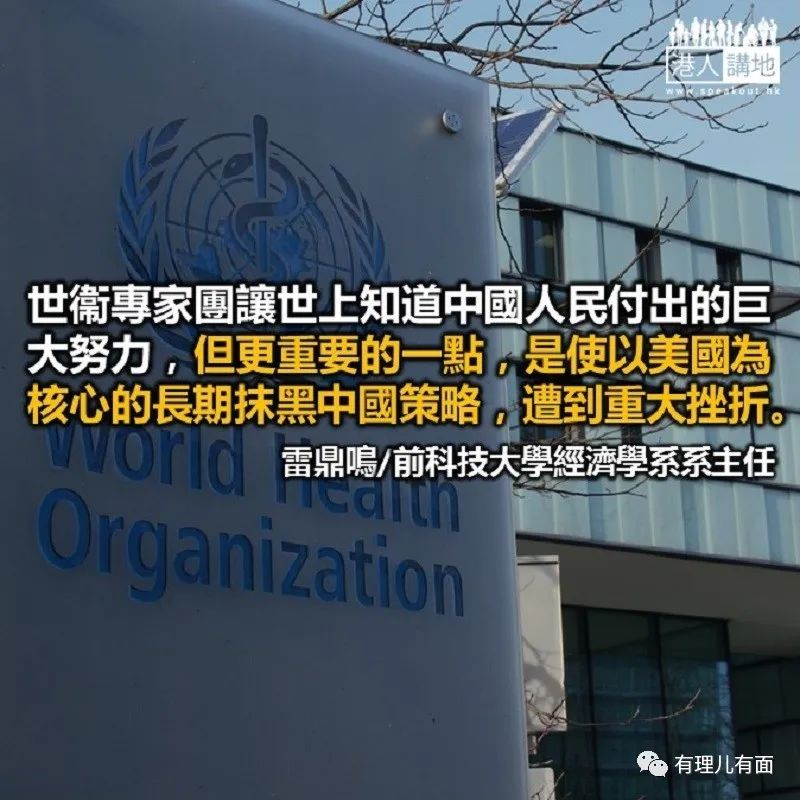 港人講地
www.speakout.hk
世衞專家團讓世上知道中國人民付出的巨
大努力，但更重要的一點，是使以美國為
核心的長期抹黑中國策略，遭到重大挫折。
雷鼎鳴/前科技大學經濟學系系主任
World Health
Organization
有理儿有面